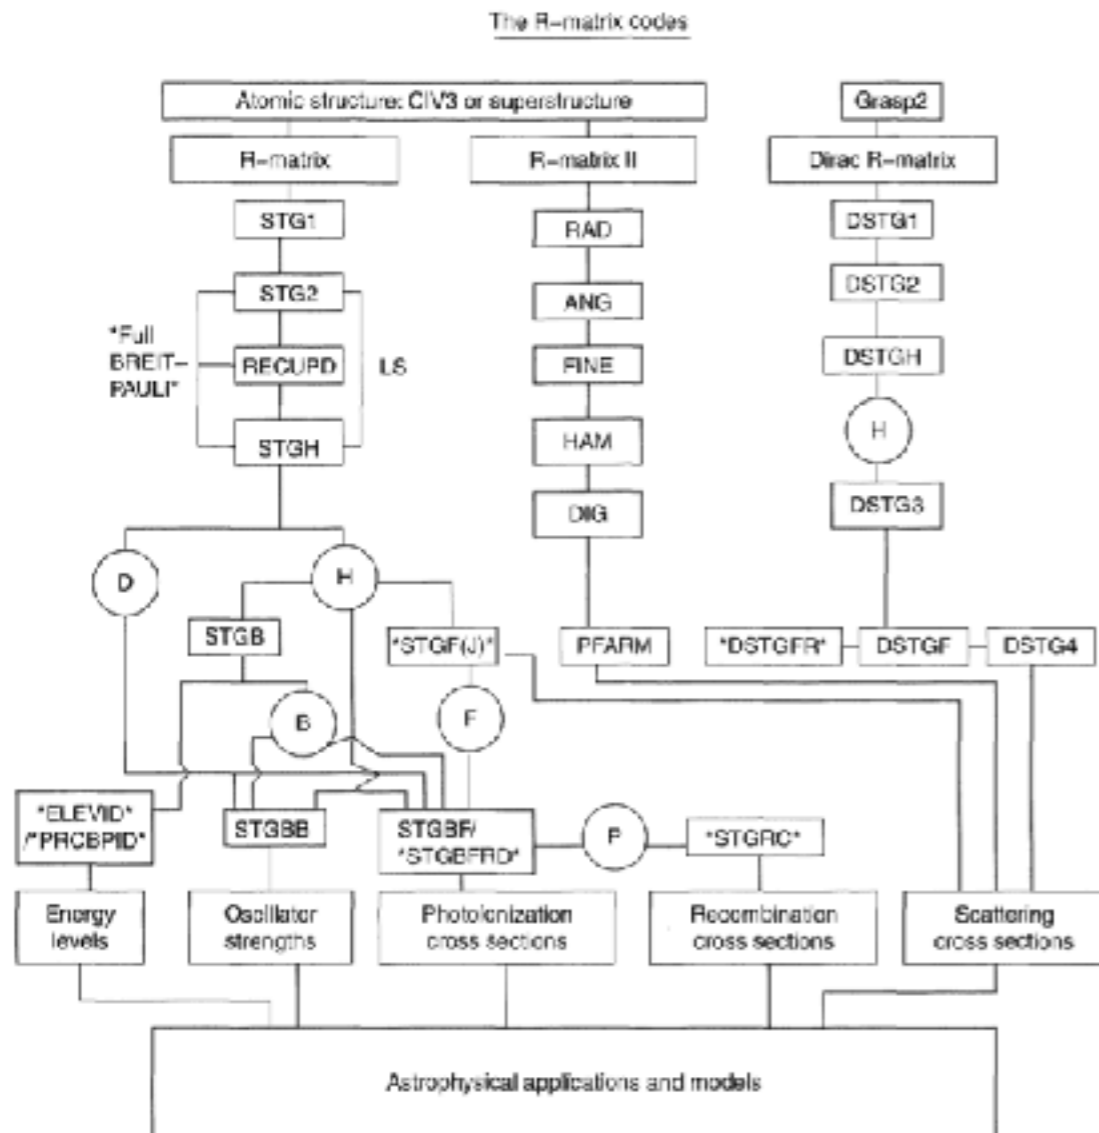 The R-matrix codes
Atomic structure: CIV3 or superstructure
Grasp2
R-matrix
R-matrix II
Dirac R-matrix
STG1
RAD
DSTG1
STG2
ANG
DSTG2
*Full
BREIT-
PAULI*
RECUPD
LS
FINE
DSTGH
STGH
HAM
H
DIG
DSTG3
D
H
STGB
*STGF(J)*
PFARM
*DSTGFR*
DSTGF
DSTG4
B
F
*ELEVID*
/*PRCBPID*
STGBB
STGBF/
*STGBFRD*
P
*STGRC*
Energy
levels
Oscillator
strengths
Photoionization
cross sections
Recombination
cross sections
Scattering
cross sections
Astrophysical applications and models